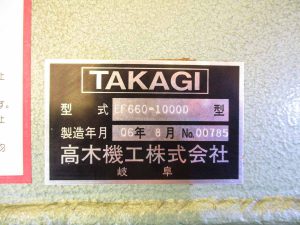 TAKAGI
型式 EF660-1000D 型
製造年月 06年 8月 No.00785
高木機工株式会社
岐阜